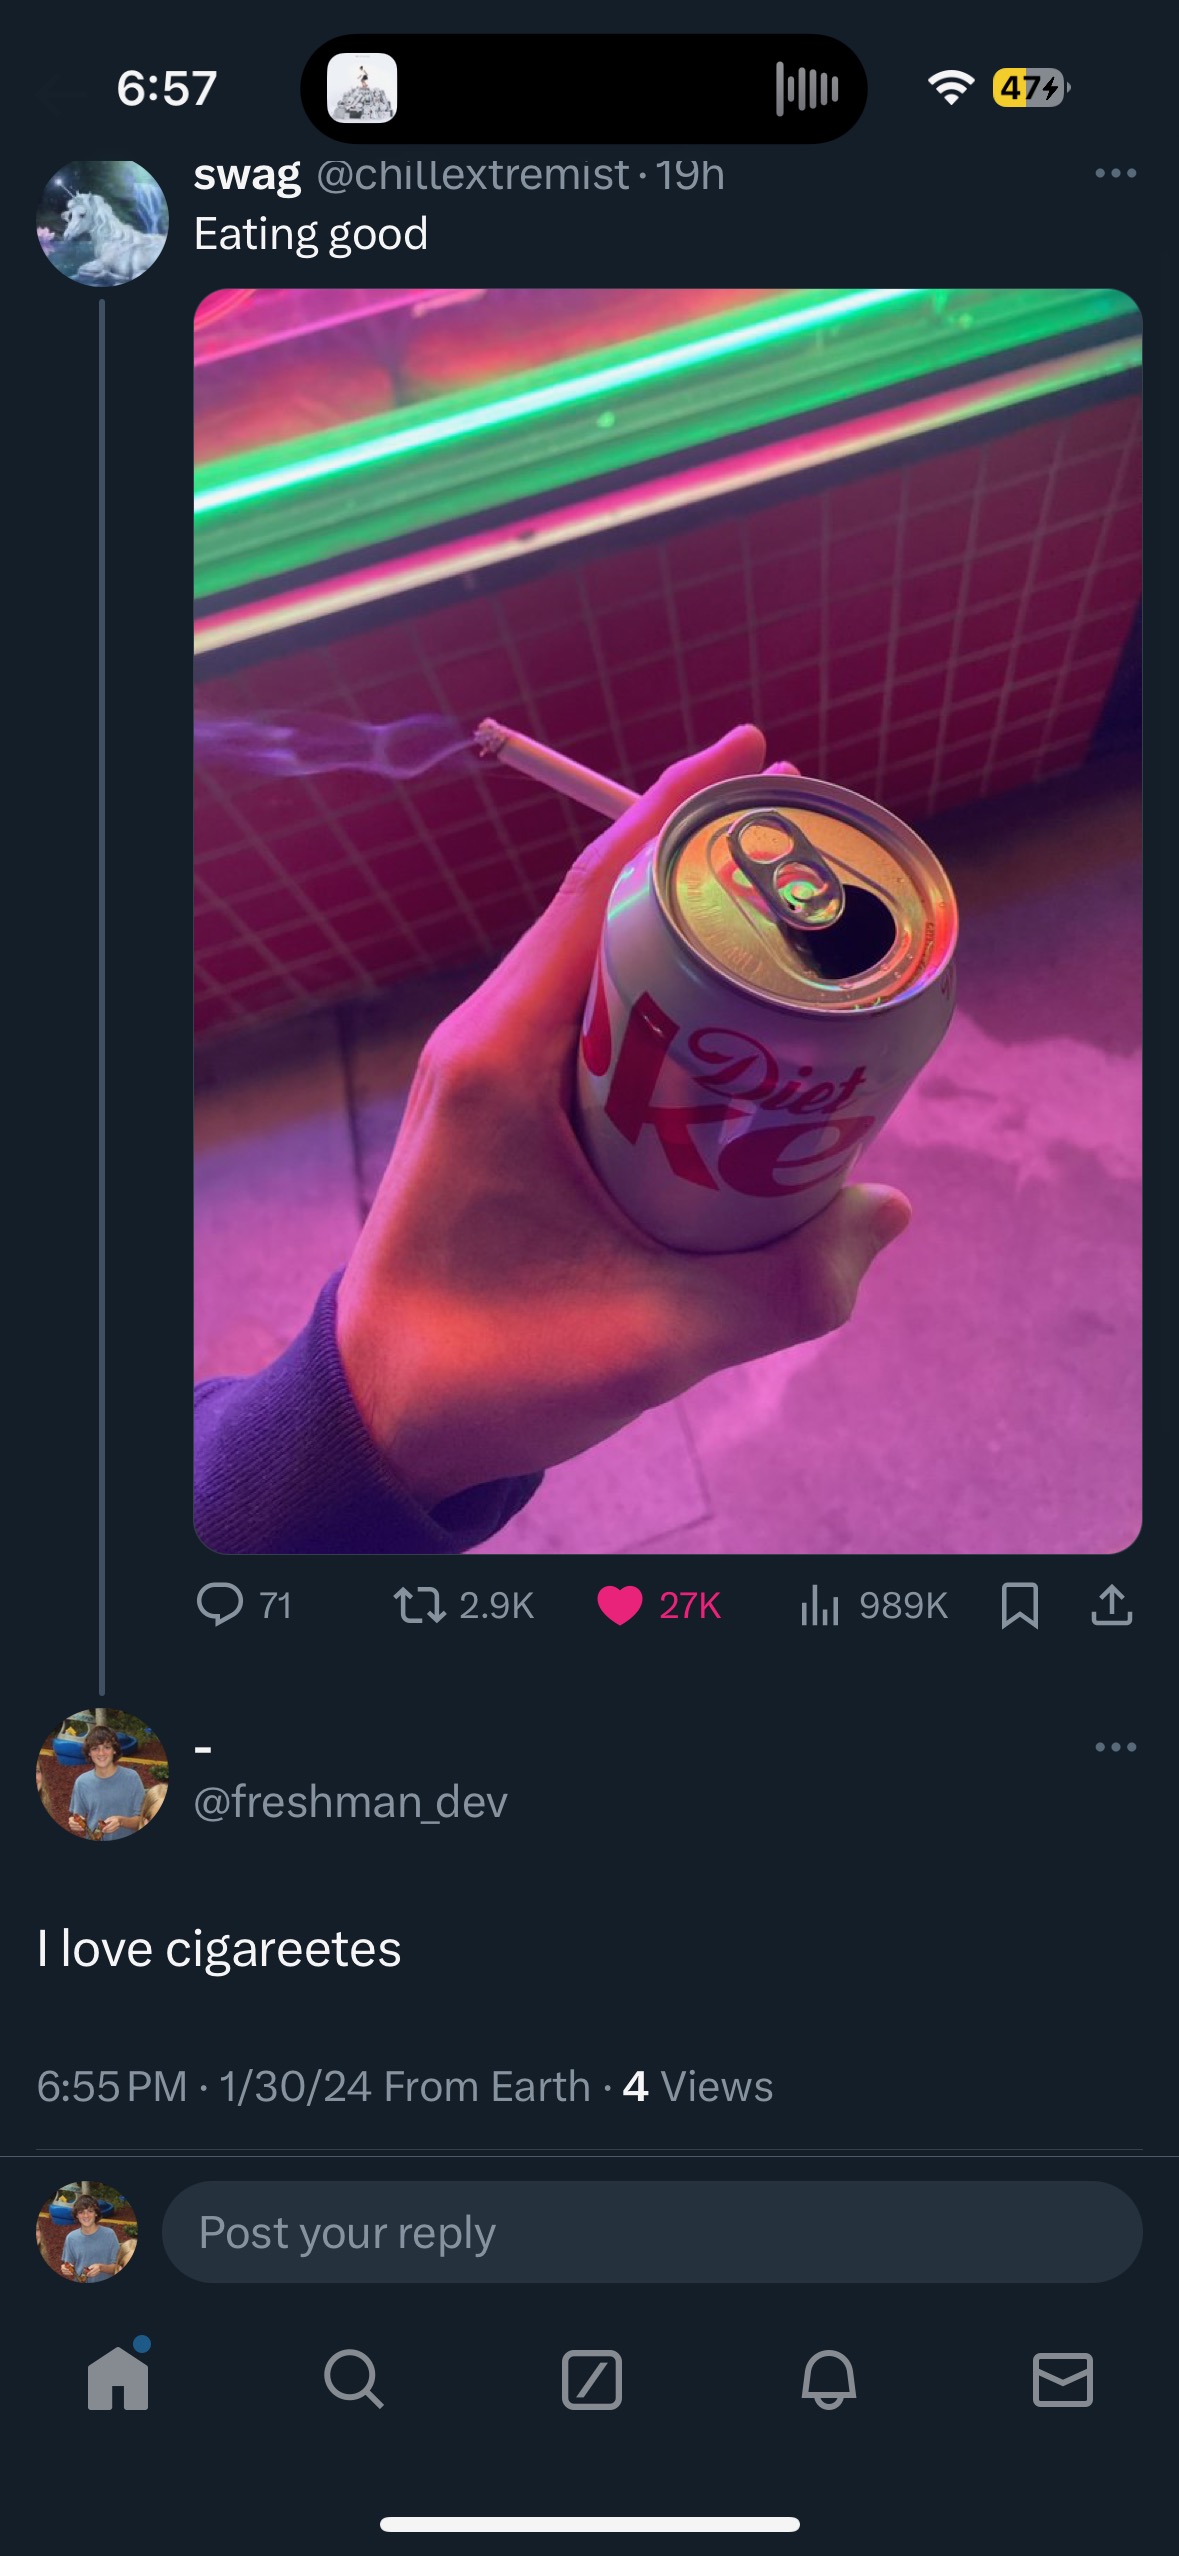 6:57
47
swag @chillextremist · 19h
Eating good
Diet
ke
71 2.9K 27K 989K
-
@freshman_dev
I love cigareetes
6:55 PM · 1/30/24 From Earth · 4 Views
Post your reply